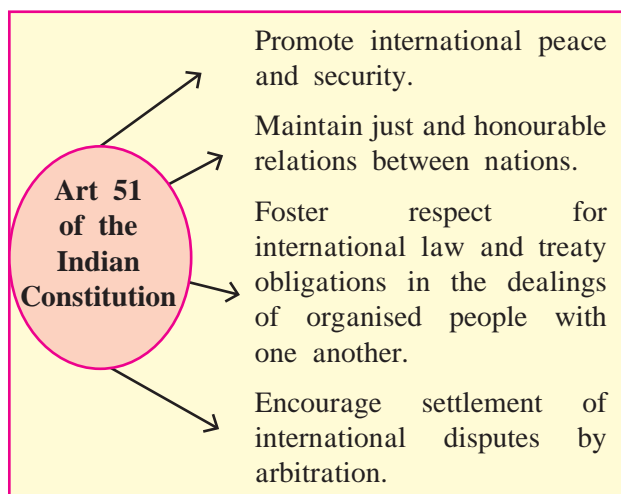 Promote international peace
and security.
Maintain just and honourable
relations between nations.
Art 51
of the
Indian
Constitution
Foster respect for
international law and treaty
obligations in the dealings
of organised people with
one another.
Encourage settlement of
international disputes by
arbitration.